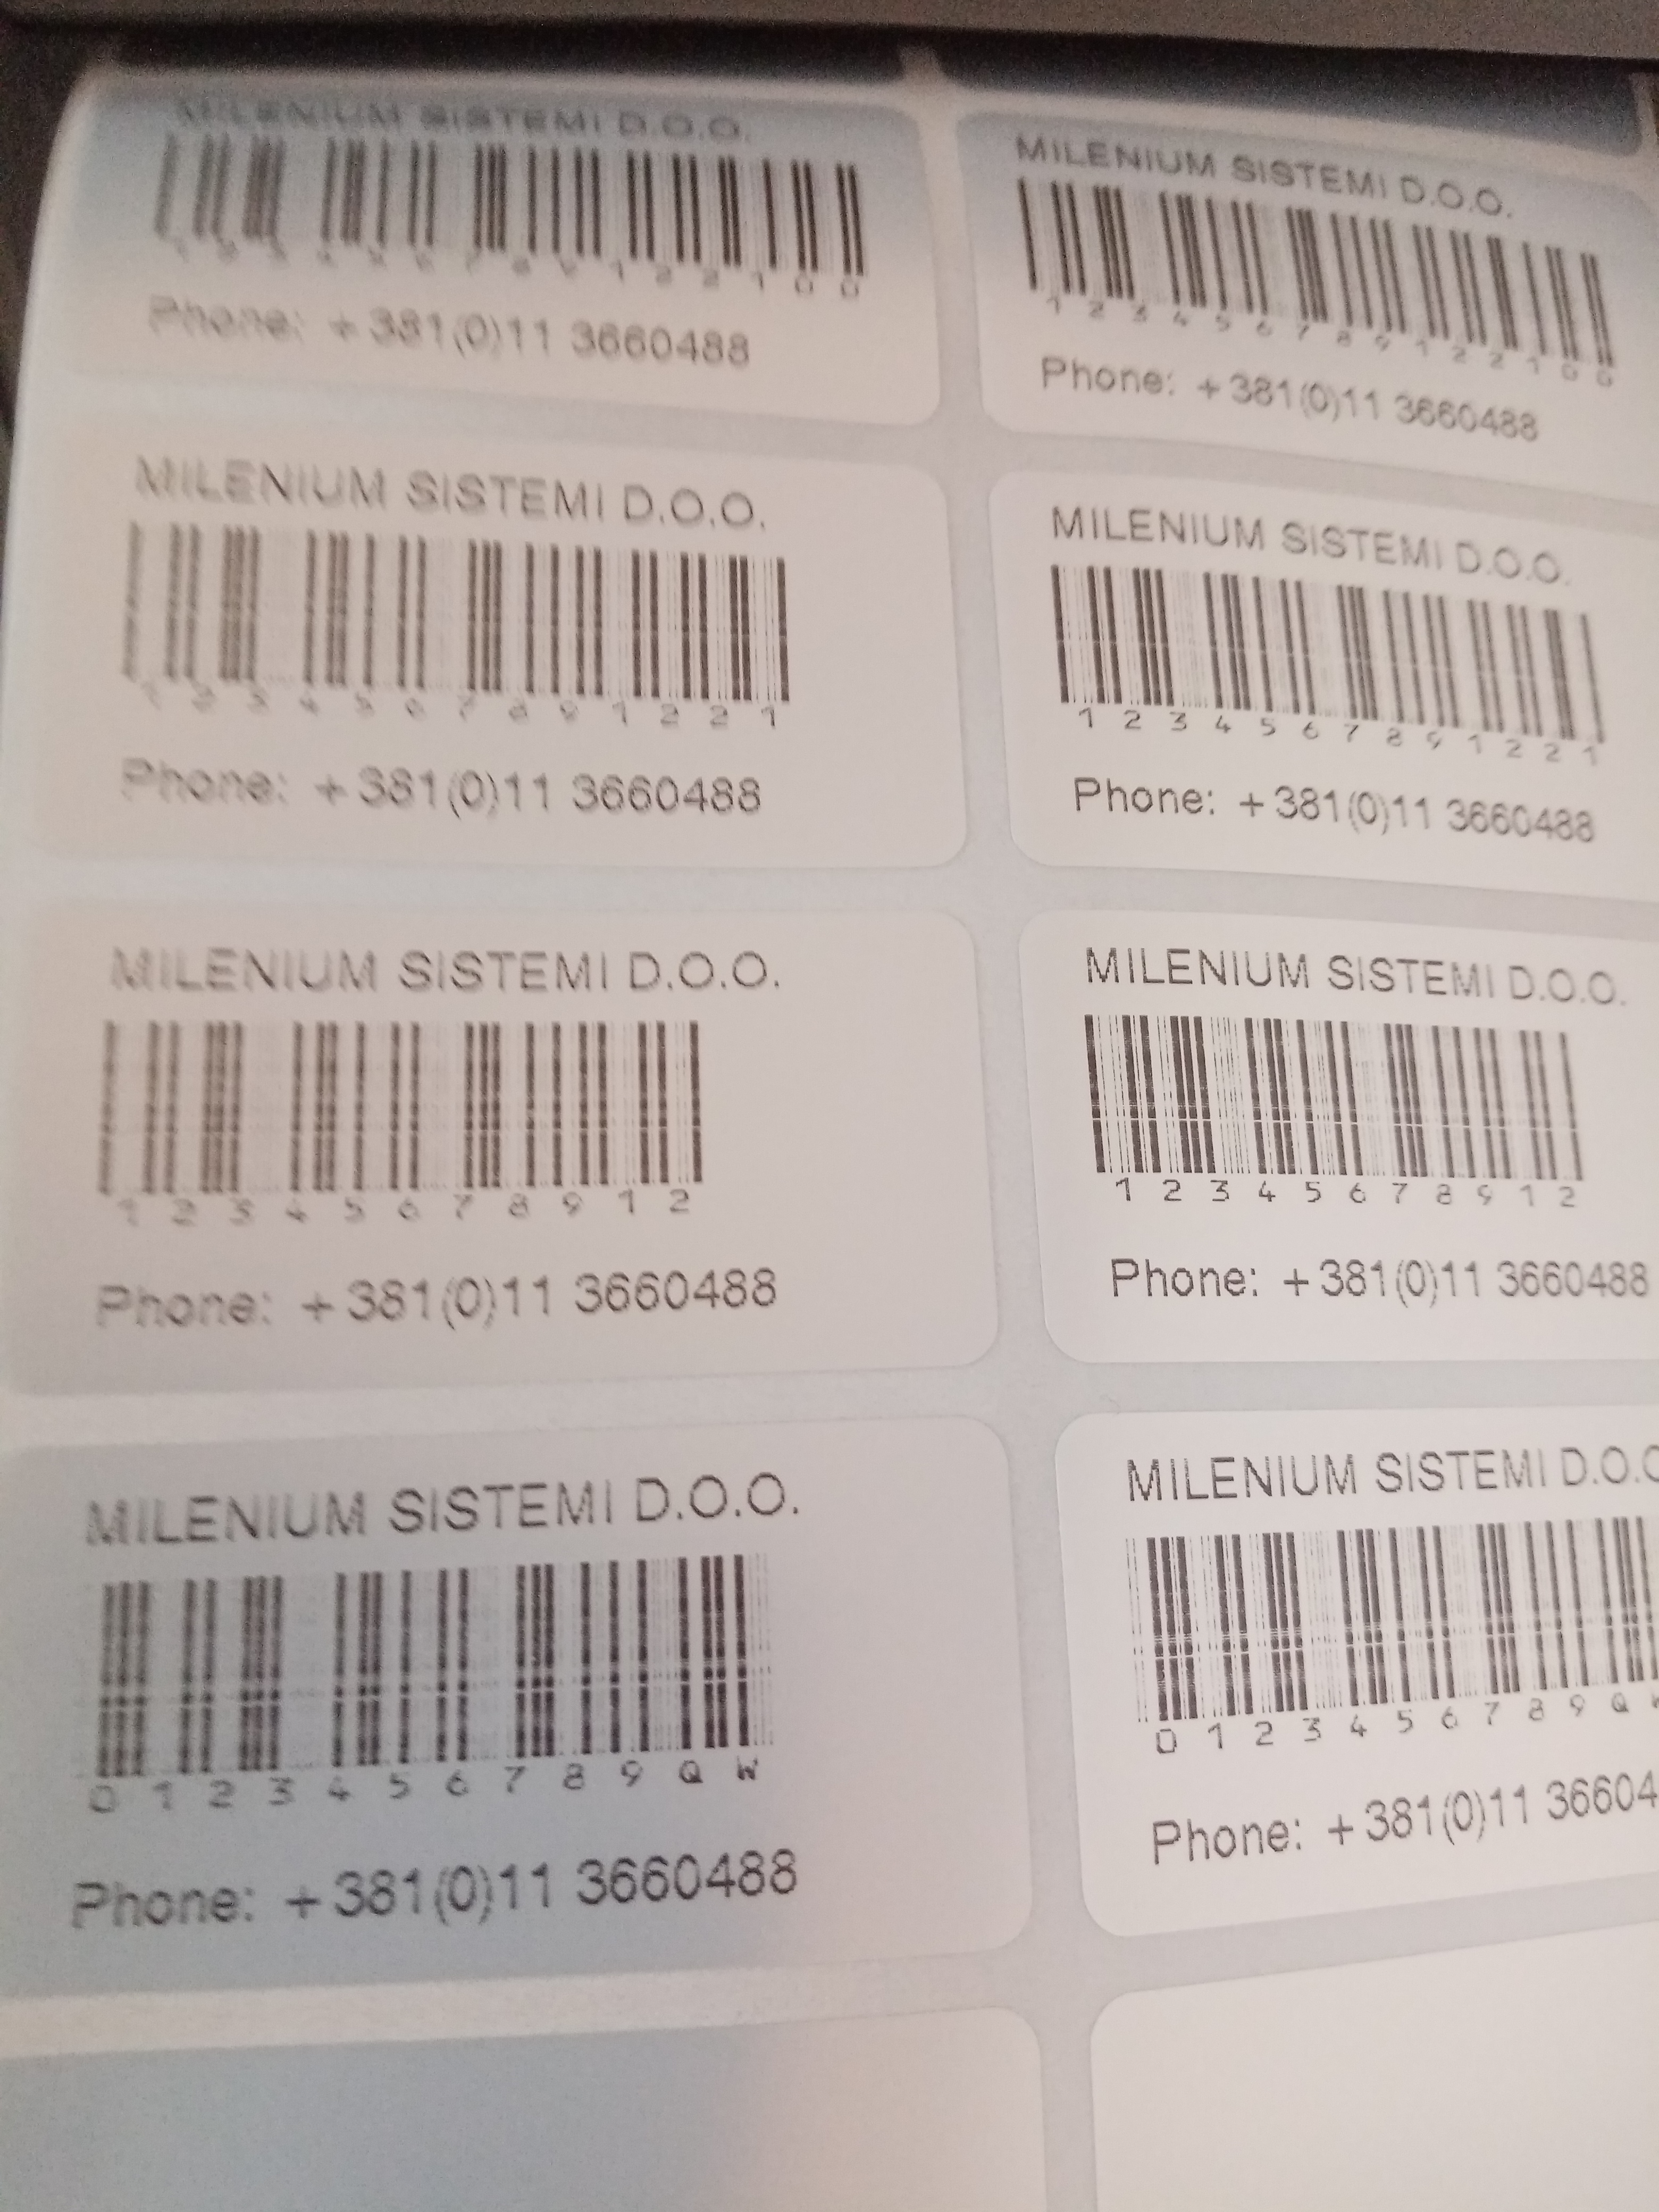 MILENIUM SISTEMI D.O.O.
1 2 3 4 5 6 7 8 9 1 2 2 1 0 0
Phone: +381(0)11 3660488
MILENIUM SISTEMI D.O.O.
1 2 3 4 5 6 7 8 9 1 2 2 1 0 0
Phone: +381(0)11 3660488
MILENIUM SISTEMI D.O.O.
1 2 3 4 5 6 7 8 9 1 2 2 1
Phone: +381(0)11 3660488
MILENIUM SISTEMI D.O.O.
1 2 3 4 5 6 7 8 9 1 2 2 1
Phone: +381(0)11 3660488
MILENIUM SISTEMI D.O.O.
1 2 3 4 5 6 7 8 9 1 2
Phone: +381(0)11 3660488
MILENIUM SISTEMI D.O.O.
1 2 3 4 5 6 7 8 9 1 2
Phone: +381(0)11 3660488
MILENIUM SISTEMI D.O.O.
0 1 2 3 4 5 6 7 8 9 Q W
Phone: +381(0)11 3660488
MILENIUM SISTEMI D.O.O
0 1 2 3 4 5 6 7 8 9 Q W
Phone: +381(0)11 36604